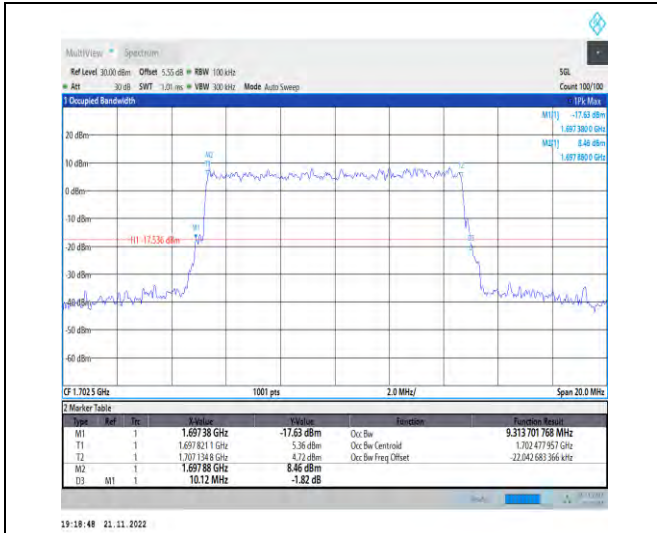 MultiView Spectrum
Ref Level 30.00 dBm Offset 5.55 dB RBW 100 kHz SGL
Att 30 dB SWT 1.01 ms VBW 300 kHz Mode Auto Sweep Count 100/100
1 Occupied Bandwidth 1Pk Max
M1[1] -17.63 dBm
1.697 380 0 GHz
M2[1] 8.46 dBm
1.697 880 0 GHz
20 dBm
M2
10 dBm
0 dBm
-10 dBm
M1
H1 -17.536 dBm
-20 dBm
-30 dBm
-40 dBm
-50 dBm
-60 dBm
CF 1.702 5 GHz 1001 pts 2.0 MHz/ Span 20.0 MHz
2 Marker Table
Type Ref Trc X-Value Y-Value Function Function Result
M1 1 1.697 38 GHz -17.63 dBm Occ Bw 9.313 701 768 MHz
T1 1 1.697 821 1 GHz 5.36 dBm Occ Bw Centroid 1.702 477 957 GHz
T2 1 1.707 134 8 GHz 4.72 dBm Occ Bw Freq Offset -22.042 683 366 kHz
M2 1 1.697 88 GHz 8.46 dBm
D3 M1 1 10.12 MHz -1.82 dB
19:18:48 21.11.2022